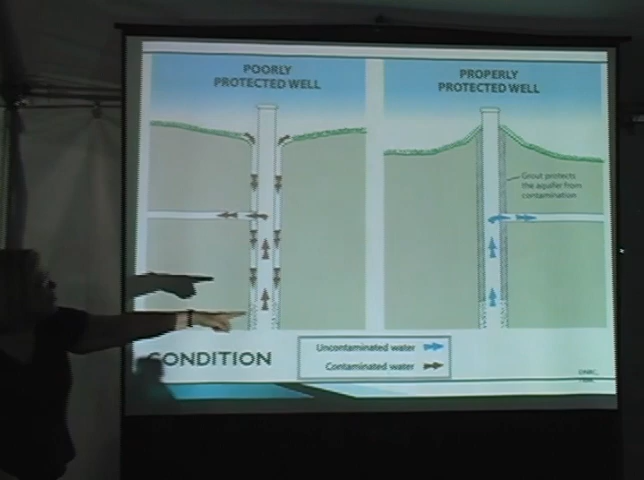 POORLY
PROTECTED WELL
PROPERLY
PROTECTED WELL
Grout protects
the aquifer from
contamination
CONDITION
Uncontaminated water
Contaminated water